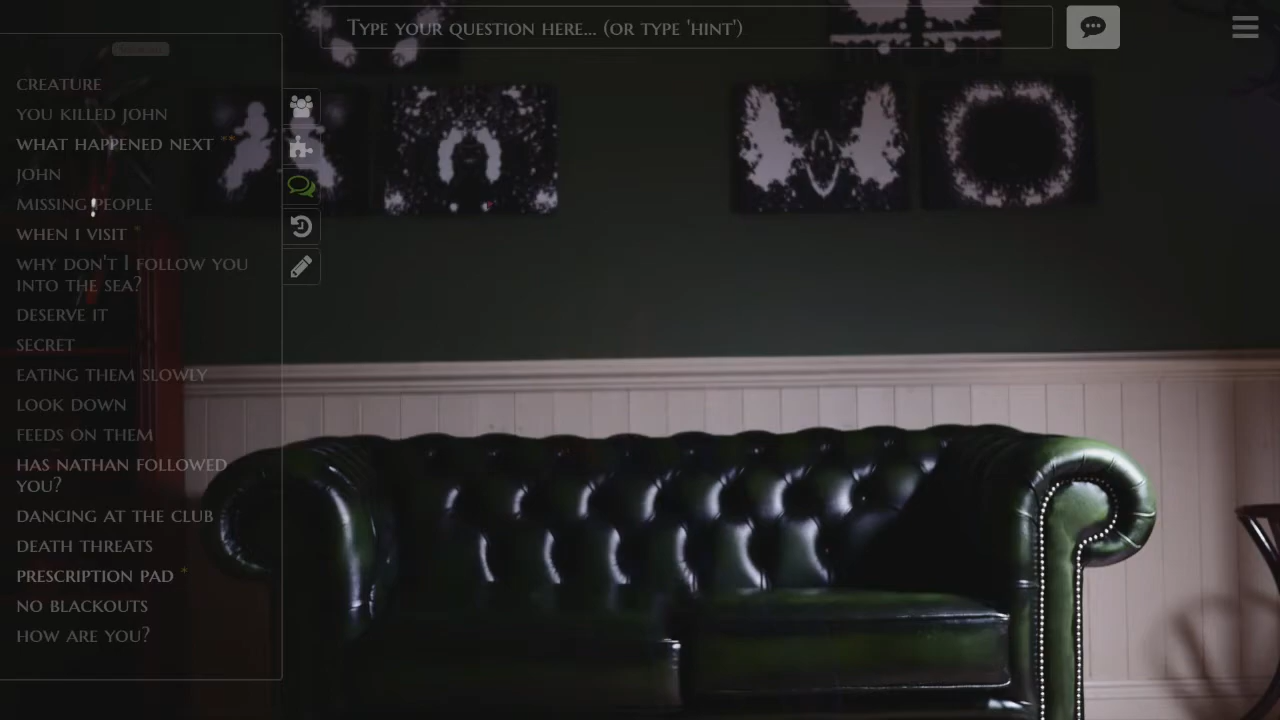 Type your question here... (or type 'hint')
creature
you killed john
what happened next **
john
missing people
when i visit *
why don't I follow you
into the sea?
deserve it
secret
eating them slowly
look down
feeds on them
has nathan followed
you?
dancing at the club
death threats
prescription pad *
no blackouts
how are you?